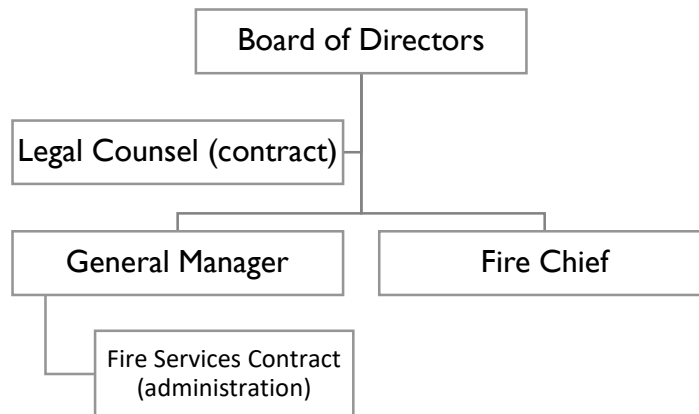 Board of Directors
Legal Counsel (contract)
General Manager
Fire Chief
Fire Services Contract
(administration)